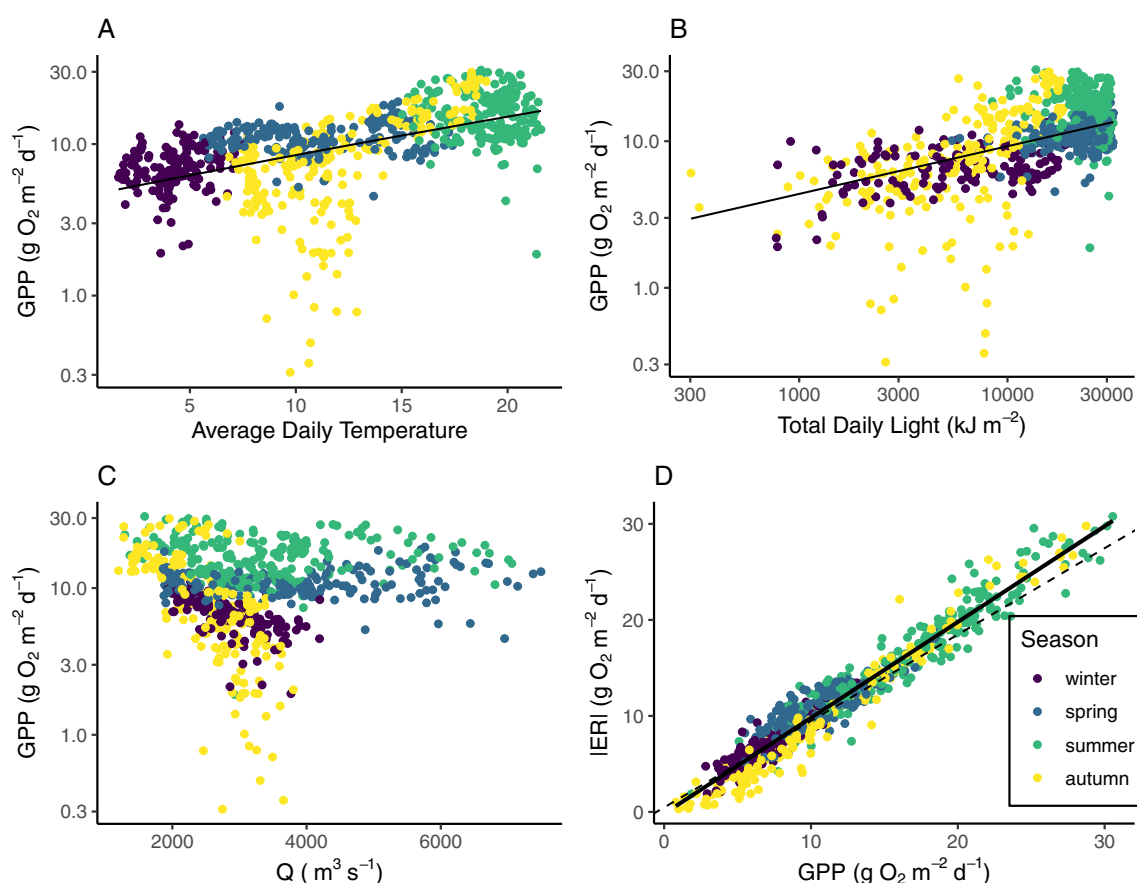 A
GPP (g O₂ m⁻² d⁻¹)
30.0
10.0
3.0
1.0
0.3
5
10
15
20
Average Daily Temperature
B
GPP (g O₂ m⁻² d⁻¹)
30.0
10.0
3.0
1.0
0.3
300
1000
3000
10000
30000
Total Daily Light (kJ m⁻²)
C
GPP (g O₂ m⁻² d⁻¹)
30.0
10.0
3.0
1.0
0.3
2000
4000
6000
Q ( m³ s⁻¹)
D
|ER| (g O₂ m⁻² d⁻¹)
30
20
10
0
0
10
20
30
GPP (g O₂ m⁻² d⁻¹)
Season
winter
spring
summer
autumn